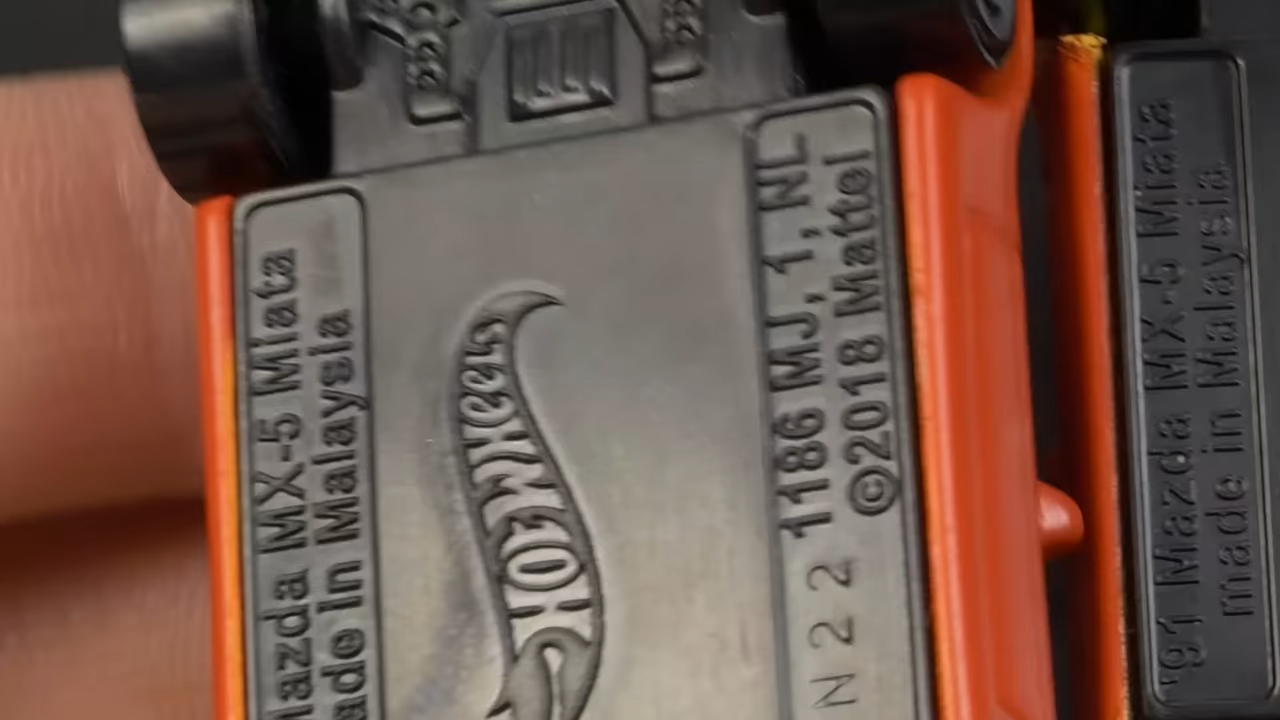 Mazda MX-5 Miata
made in Malaysia
HOT WHEELS
1186 MJ, 1, NL
©2018 Mattel
N 2 2
'91 Mazda MX-5 Miata
made in Malaysia